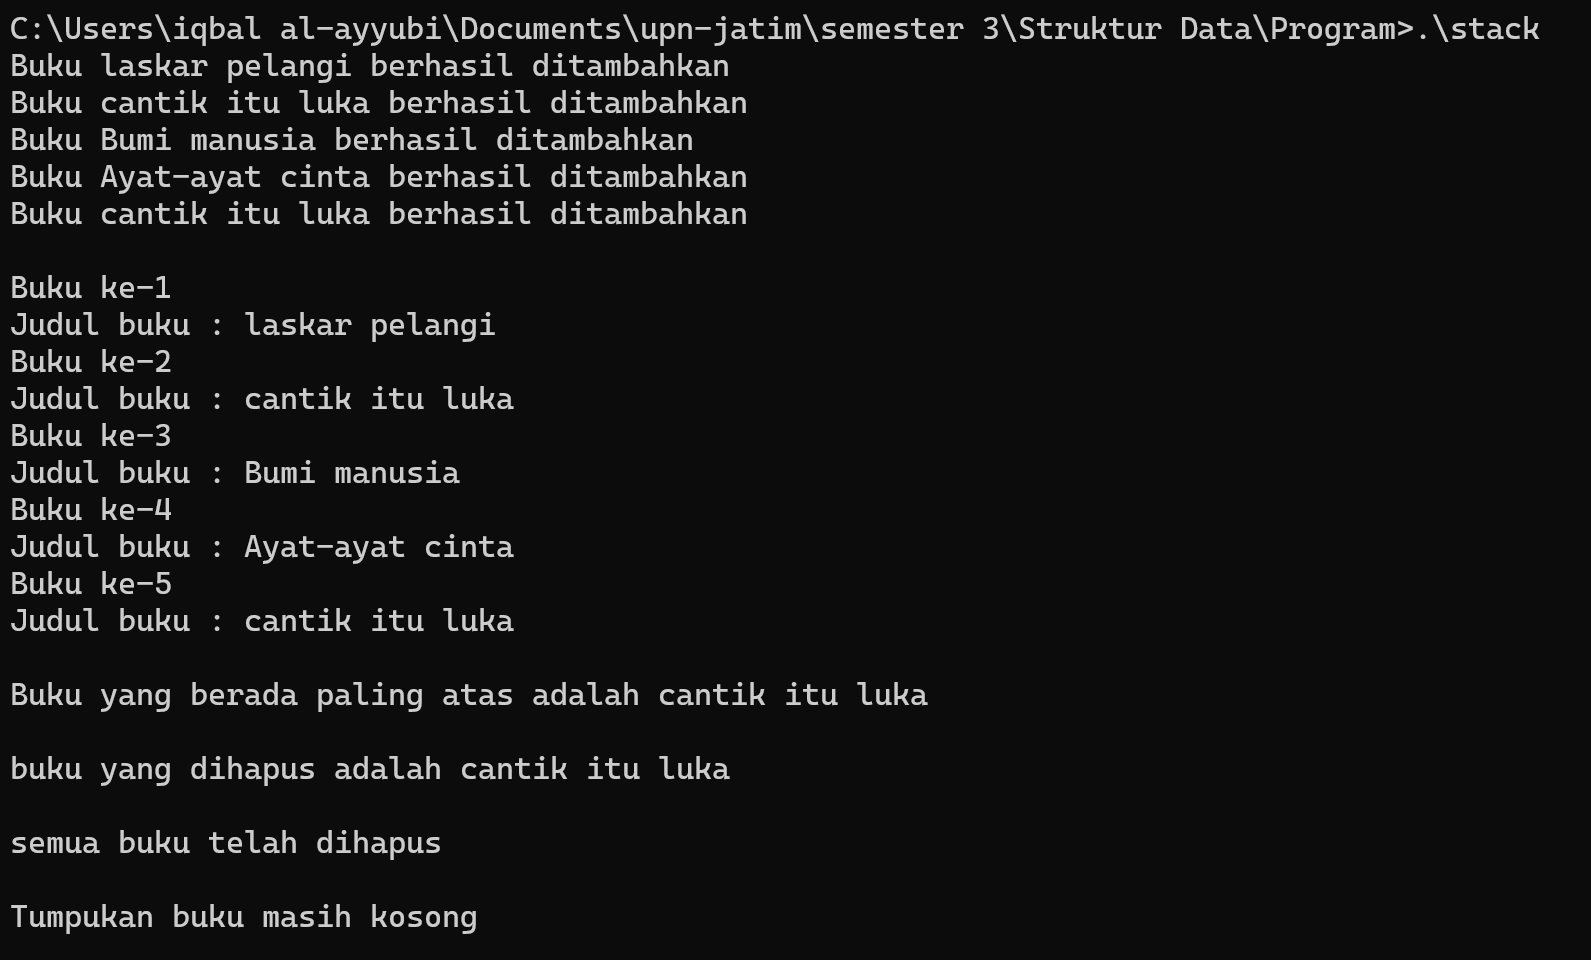 C:\Users\iqbal al-ayyubi\Documents\upn-jatim\semester 3\Struktur Data\Program>.\stack
Buku laskar pelangi berhasil ditambahkan
Buku cantik itu luka berhasil ditambahkan
Buku Bumi manusia berhasil ditambahkan
Buku Ayat-ayat cinta berhasil ditambahkan
Buku cantik itu luka berhasil ditambahkan

Buku ke-1
Judul buku : laskar pelangi
Buku ke-2
Judul buku : cantik itu luka
Buku ke-3
Judul buku : Bumi manusia
Buku ke-4
Judul buku : Ayat-ayat cinta
Buku ke-5
Judul buku : cantik itu luka

Buku yang berada paling atas adalah cantik itu luka

buku yang dihapus adalah cantik itu luka

semua buku telah dihapus

Tumpukan buku masih kosong